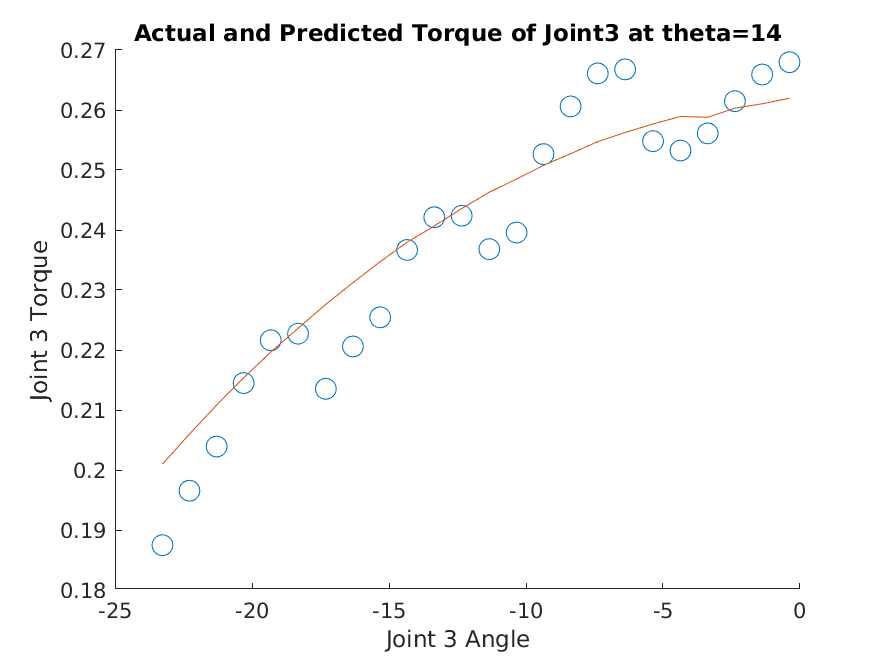 Actual and Predicted Torque of Joint3 at theta=14
0.27
0.26
0.25
0.24
0.23
0.22
0.21
0.2
0.19
0.18
Joint 3 Torque
-25 -20 -15 -10 -5 0
Joint 3 Angle